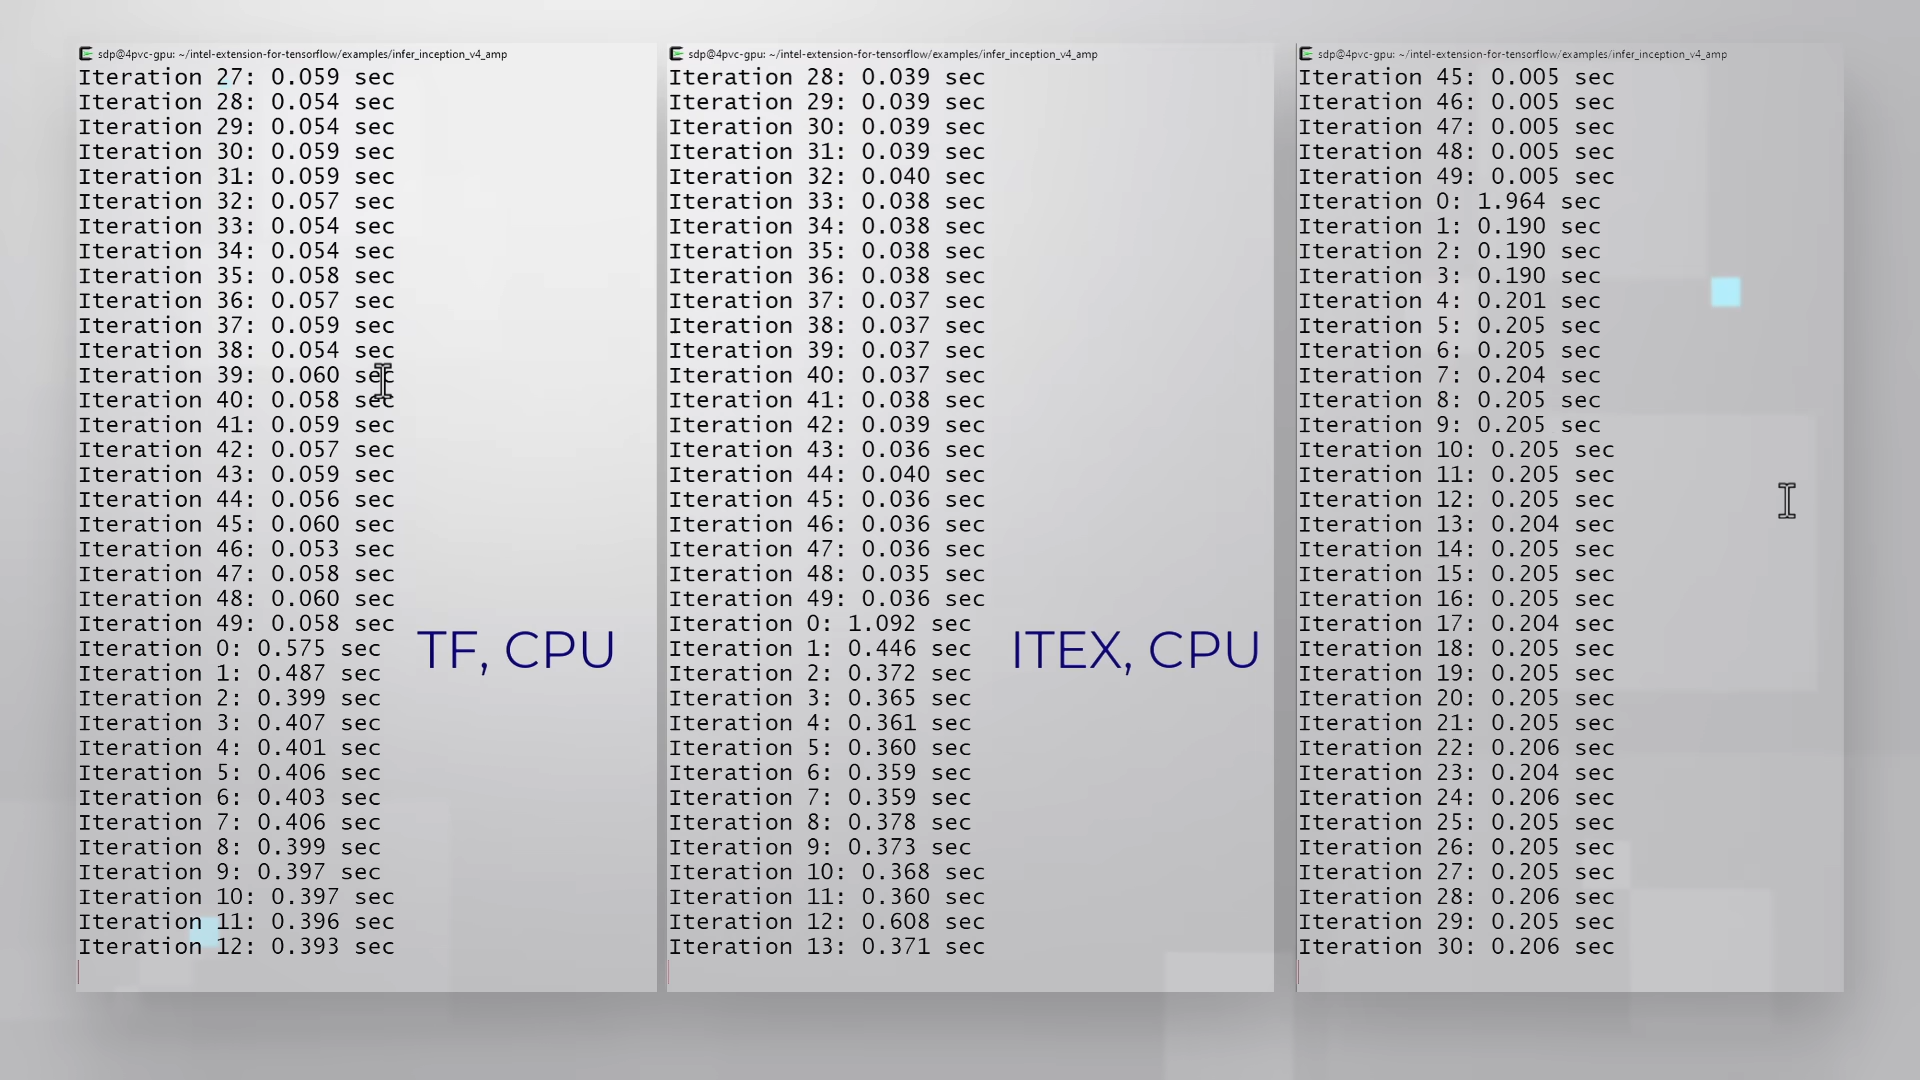 sdp@4pvc-gpu: ~/intel-extension-for-tensorflow/examples/infer_inception_v4_amp
Iteration 27: 0.059 sec
Iteration 28: 0.054 sec
Iteration 29: 0.054 sec
Iteration 30: 0.059 sec
Iteration 31: 0.059 sec
Iteration 32: 0.057 sec
Iteration 33: 0.054 sec
Iteration 34: 0.054 sec
Iteration 35: 0.058 sec
Iteration 36: 0.057 sec
Iteration 37: 0.059 sec
Iteration 38: 0.054 sec
Iteration 39: 0.060 sec
Iteration 40: 0.058 sec
Iteration 41: 0.059 sec
Iteration 42: 0.057 sec
Iteration 43: 0.059 sec
Iteration 44: 0.056 sec
Iteration 45: 0.060 sec
Iteration 46: 0.053 sec
Iteration 47: 0.058 sec
Iteration 48: 0.060 sec
Iteration 49: 0.058 sec
Iteration 0: 0.575 sec
Iteration 1: 0.487 sec
Iteration 2: 0.399 sec
Iteration 3: 0.407 sec
Iteration 4: 0.401 sec
Iteration 5: 0.406 sec
Iteration 6: 0.403 sec
Iteration 7: 0.406 sec
Iteration 8: 0.399 sec
Iteration 9: 0.397 sec
Iteration 10: 0.397 sec
Iteration 11: 0.396 sec
Iteration 12: 0.393 sec
TF, CPU
sdp@4pvc-gpu: ~/intel-extension-for-tensorflow/examples/infer_inception_v4_amp
Iteration 28: 0.039 sec
Iteration 29: 0.039 sec
Iteration 30: 0.039 sec
Iteration 31: 0.039 sec
Iteration 32: 0.040 sec
Iteration 33: 0.038 sec
Iteration 34: 0.038 sec
Iteration 35: 0.038 sec
Iteration 36: 0.038 sec
Iteration 37: 0.037 sec
Iteration 38: 0.037 sec
Iteration 39: 0.037 sec
Iteration 40: 0.037 sec
Iteration 41: 0.038 sec
Iteration 42: 0.039 sec
Iteration 43: 0.036 sec
Iteration 44: 0.040 sec
Iteration 45: 0.036 sec
Iteration 46: 0.036 sec
Iteration 47: 0.036 sec
Iteration 48: 0.035 sec
Iteration 49: 0.036 sec
Iteration 0: 1.092 sec
Iteration 1: 0.446 sec
Iteration 2: 0.372 sec
Iteration 3: 0.365 sec
Iteration 4: 0.361 sec
Iteration 5: 0.360 sec
Iteration 6: 0.359 sec
Iteration 7: 0.359 sec
Iteration 8: 0.378 sec
Iteration 9: 0.373 sec
Iteration 10: 0.368 sec
Iteration 11: 0.360 sec
Iteration 12: 0.608 sec
Iteration 13: 0.371 sec
ITEX, CPU
sdp@4pvc-gpu: ~/intel-extension-for-tensorflow/examples/infer_inception_v4_amp
Iteration 45: 0.005 sec
Iteration 46: 0.005 sec
Iteration 47: 0.005 sec
Iteration 48: 0.005 sec
Iteration 49: 0.005 sec
Iteration 0: 1.964 sec
Iteration 1: 0.190 sec
Iteration 2: 0.190 sec
Iteration 3: 0.190 sec
Iteration 4: 0.201 sec
Iteration 5: 0.205 sec
Iteration 6: 0.205 sec
Iteration 7: 0.204 sec
Iteration 8: 0.205 sec
Iteration 9: 0.205 sec
Iteration 10: 0.205 sec
Iteration 11: 0.205 sec
Iteration 12: 0.205 sec
Iteration 13: 0.204 sec
Iteration 14: 0.205 sec
Iteration 15: 0.205 sec
Iteration 16: 0.205 sec
Iteration 17: 0.204 sec
Iteration 18: 0.205 sec
Iteration 19: 0.205 sec
Iteration 20: 0.205 sec
Iteration 21: 0.205 sec
Iteration 22: 0.206 sec
Iteration 23: 0.204 sec
Iteration 24: 0.206 sec
Iteration 25: 0.205 sec
Iteration 26: 0.205 sec
Iteration 27: 0.205 sec
Iteration 28: 0.206 sec
Iteration 29: 0.205 sec
Iteration 30: 0.206 sec